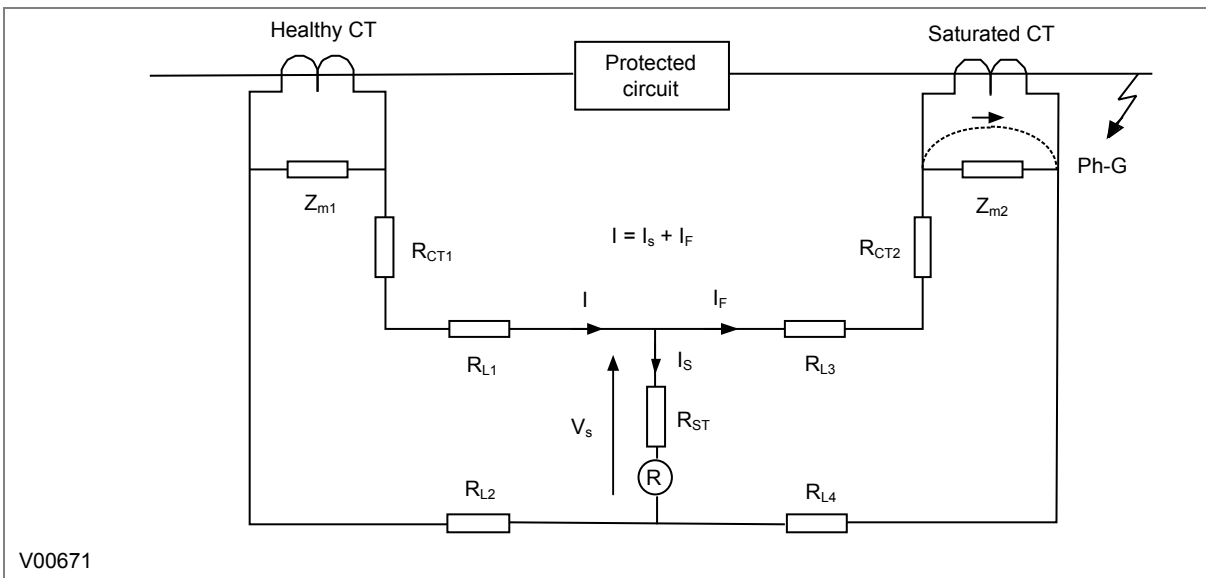 Healthy CT
Saturated CT
Protected
circuit
Ph-G
Zm1
Zm2
RCT1
I = Is + IF
RCT2
I
IF
RL1
IS
RL3
Vs
RST
R
RL2
RL4
V00671